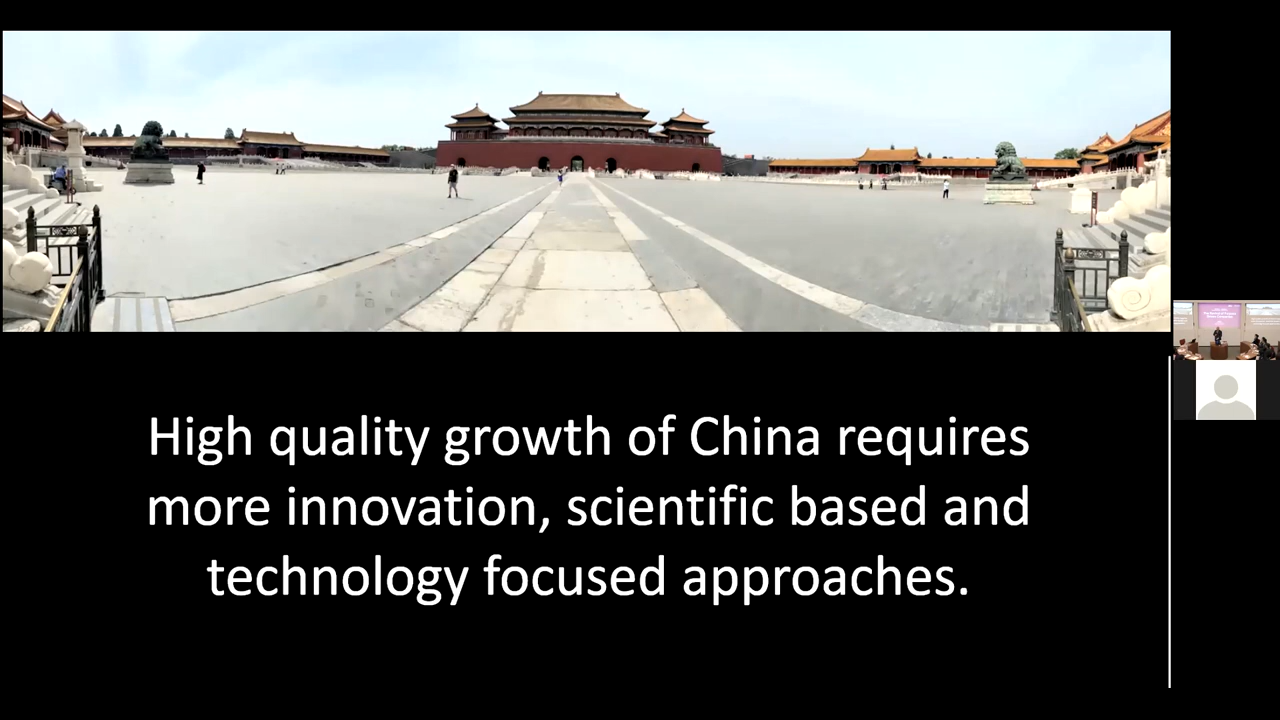 High quality growth of China requires
more innovation, scientific based and
technology focused approaches.